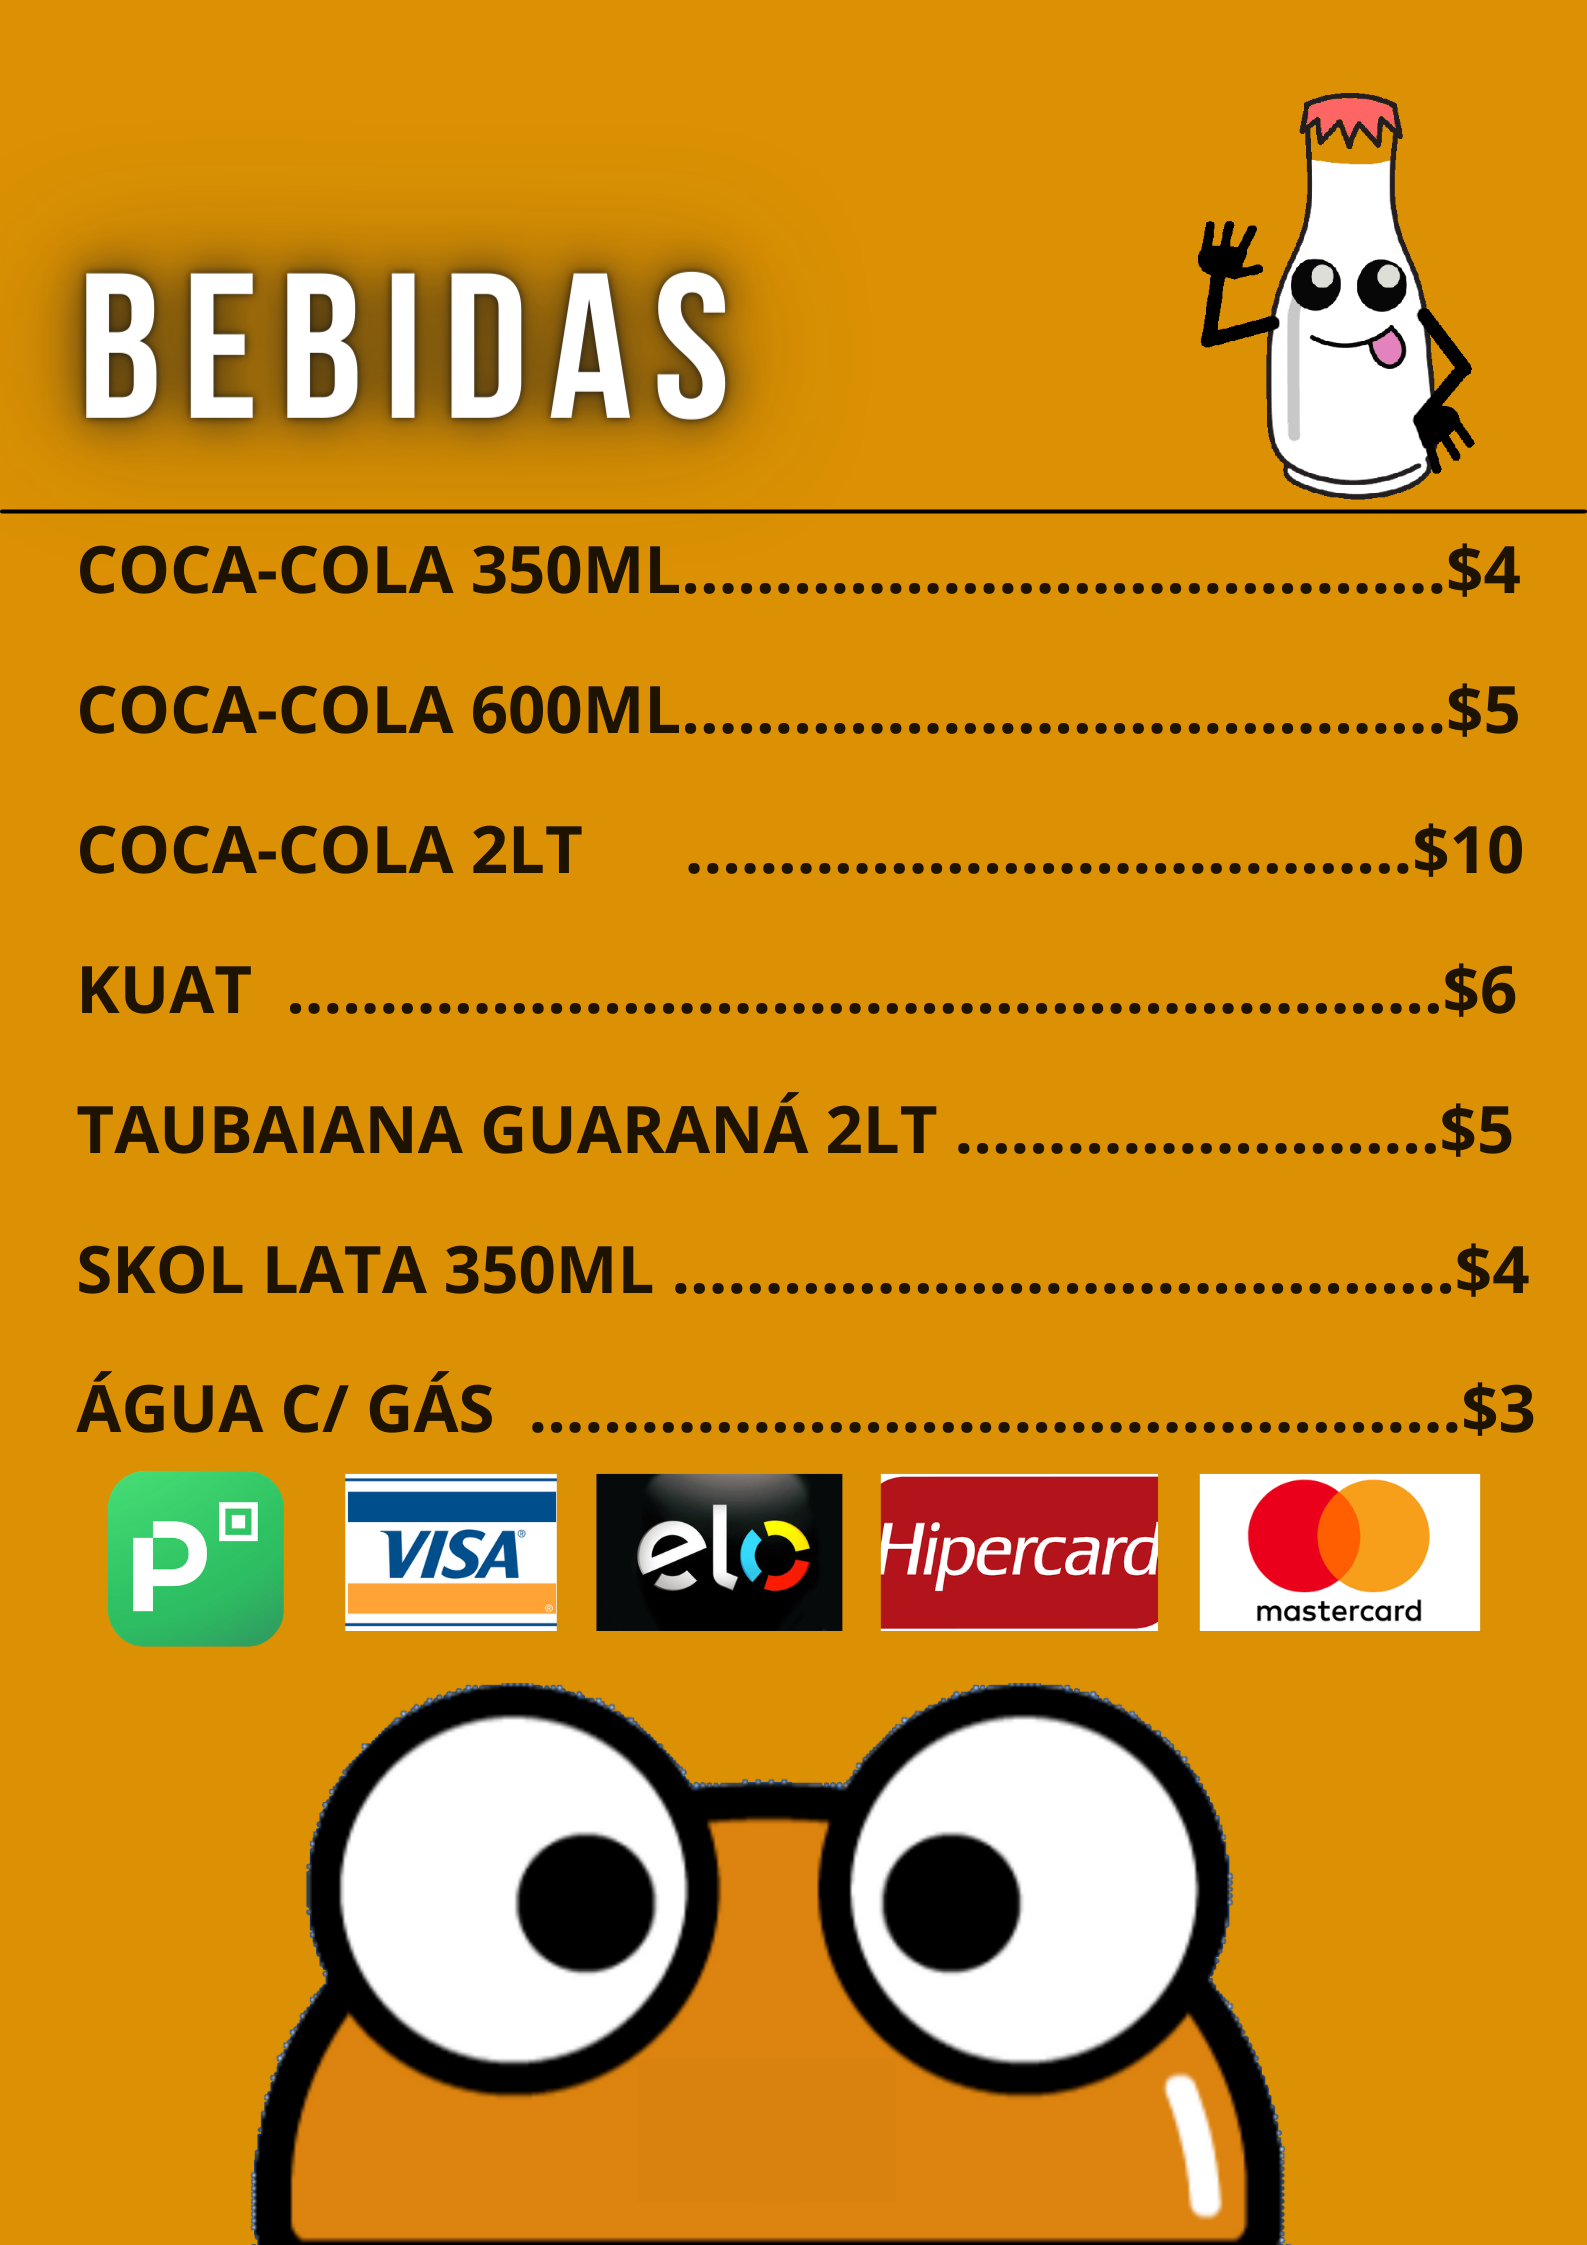 BEBIDAS
COCA-COLA 350ML.........................................$4
COCA-COLA 600ML.........................................$5
COCA-COLA 2LT .......................................$10
KUAT ..............................................................$6
TAUBAIANA GUARANÁ 2LT ..........................$5
SKOL LATA 350ML ..........................................$4
ÁGUA C/ GÁS ..................................................$3
P VISA® elo Hipercard mastercard
®